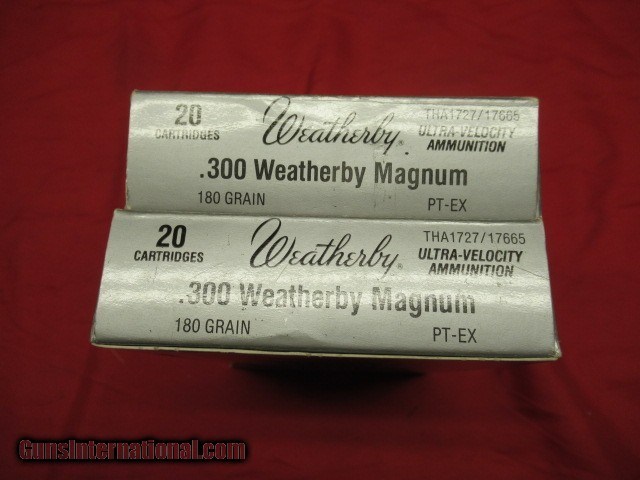 20
CARTRIDGES
Weatherby®
THA1727/17665
ULTRA-VELOCITY
AMMUNITION
.300 Weatherby Magnum
180 GRAIN
PT-EX
20
CARTRIDGES
Weatherby®
THA1727/17665
ULTRA-VELOCITY
AMMUNITION
.300 Weatherby Magnum
180 GRAIN
PT-EX
GunsInternational.com